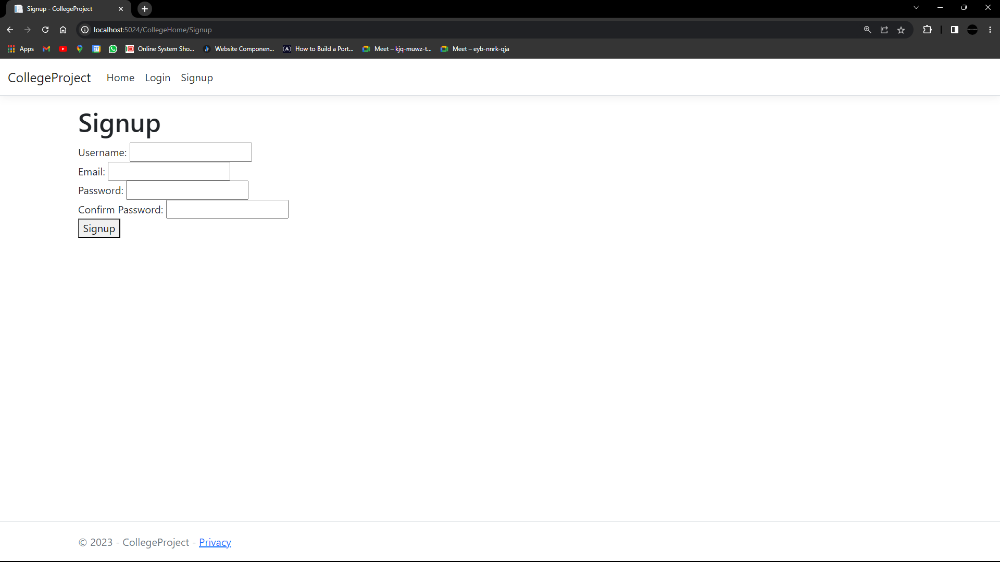 Signup - CollegeProject
localhost:5024/CollegeHome/Signup
Apps 27 Online System Sho... Website Componen... How to Build a Port... Meet – kjq-muwz-t... Meet – eyb-nnrk-qja
CollegeProject Home Login Signup
Signup
Username:
Email:
Password:
Confirm Password:
Signup
© 2023 - CollegeProject - Privacy